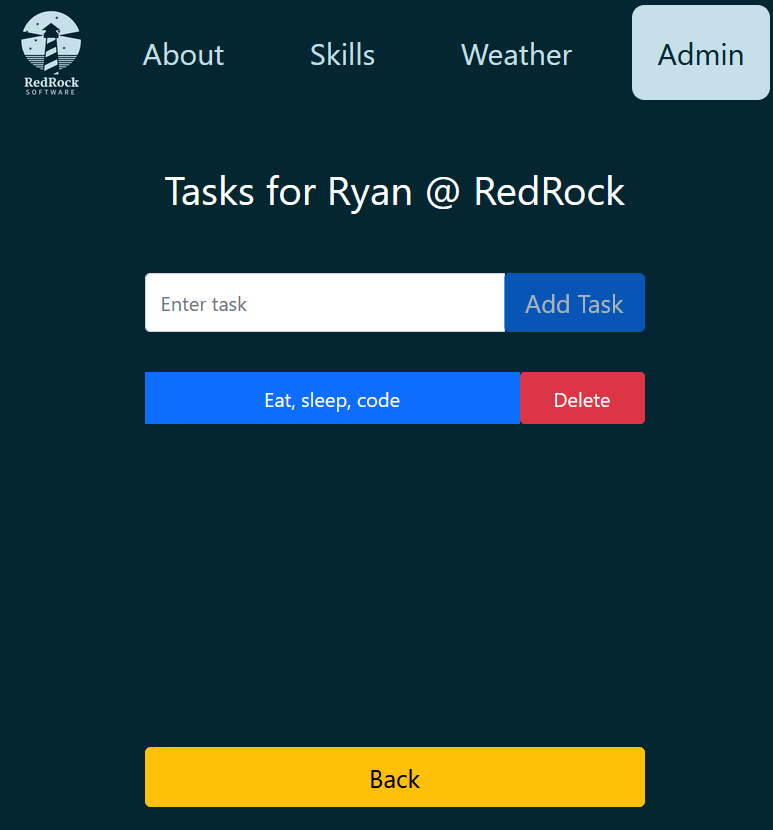 RedRock
SOFTWARE
About
Skills
Weather
Admin
Tasks for Ryan @ RedRock
Enter task
Add Task
Eat, sleep, code
Delete
Back